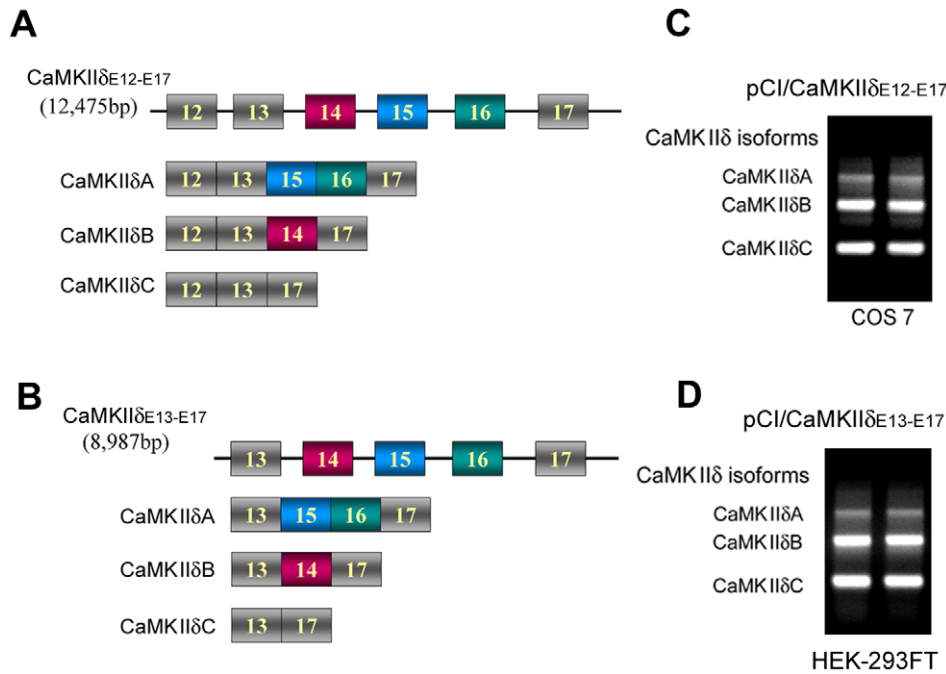 A
CaMKIIδE12-E17
(12,475bp)
12 13 14 15 16 17
CaMKIIδA
12 13 15 16 17
CaMKIIδB
12 13 14 17
CaMKIIδC
12 13 17
B
CaMKIIδE13-E17
(8,987bp)
13 14 15 16 17
CaMKIIδA
13 15 16 17
CaMKIIδB
13 14 17
CaMKIIδC
13 17
C
pCI/CaMKIIδE12-E17
CaMKIIδ isoforms
CaMKIIδA
CaMKIIδB
CaMKIIδC
COS 7
D
pCI/CaMKIIδE13-E17
CaMKIIδ isoforms
CaMKIIδA
CaMKIIδB
CaMKIIδC
HEK-293FT